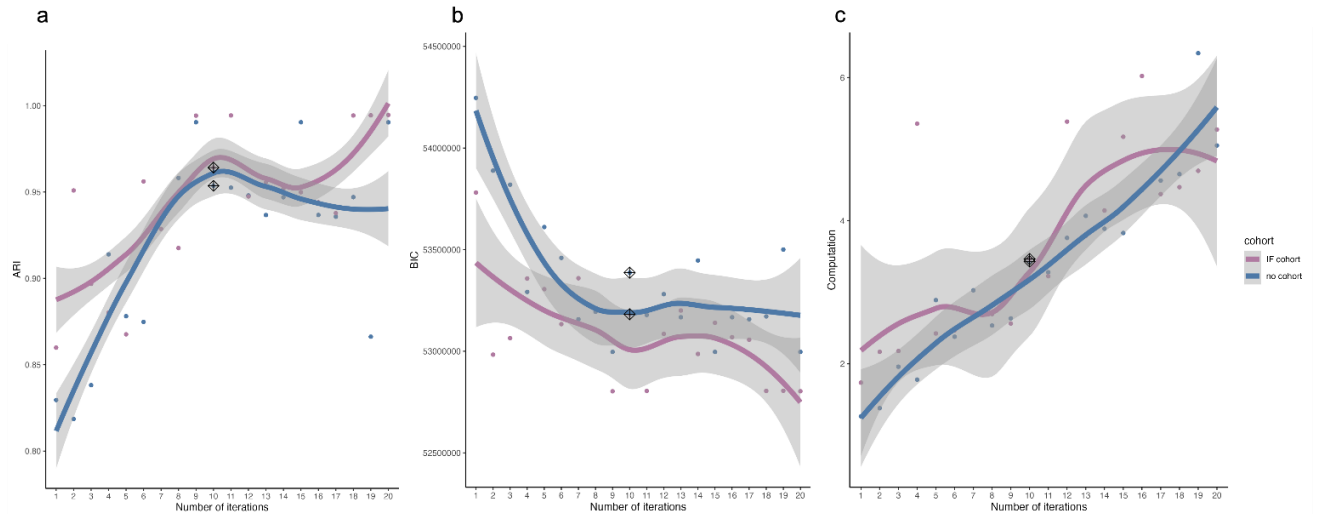 a
b
c
ARI
1.00
0.95
0.90
0.85
0.80
1 2 3 4 5 6 7 8 9 10 11 12 13 14 15 16 17 18 19 20
Number of iterations
BIC
54500000
54000000
53500000
53000000
52500000
1 2 3 4 5 6 7 8 9 10 11 12 13 14 15 16 17 18 19 20
Number of iterations
Computation
6
4
2
1 2 3 4 5 6 7 8 9 10 11 12 13 14 15 16 17 18 19 20
Number of iterations
cohort
IF cohort
no cohort